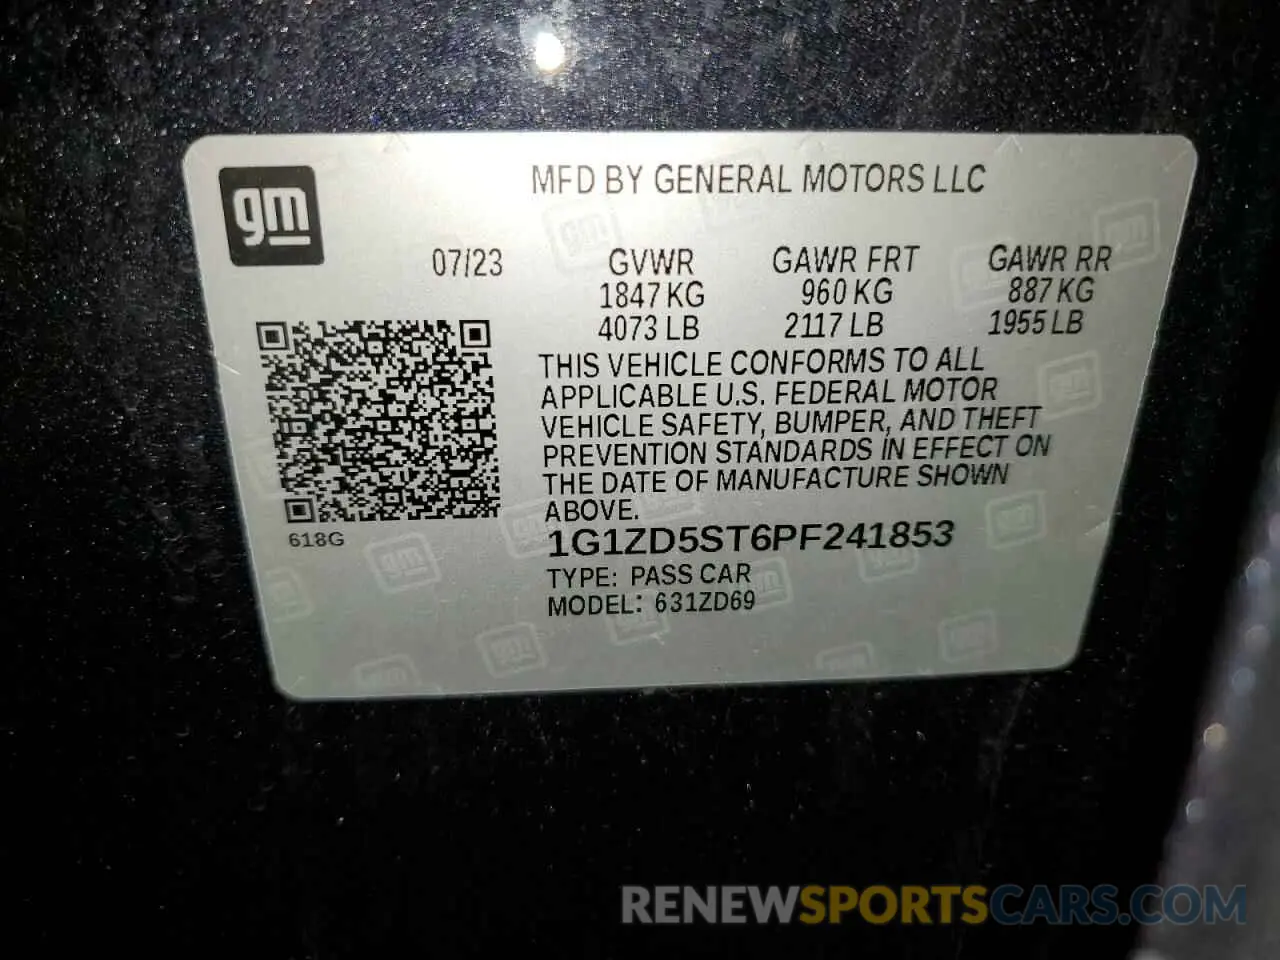 gm
MFD BY GENERAL MOTORS LLC
07/23
GVWR GAWR FRT GAWR RR
1847 KG 960 KG 887 KG
4073 LB 2117 LB 1955 LB
THIS VEHICLE CONFORMS TO ALL
APPLICABLE U.S. FEDERAL MOTOR
VEHICLE SAFETY, BUMPER, AND THEFT
PREVENTION STANDARDS IN EFFECT ON
THE DATE OF MANUFACTURE SHOWN
ABOVE.
618G
1G1ZD5ST6PF241853
TYPE: PASS CAR
MODEL: 631ZD69
RENEWSPORTSCARS.COM